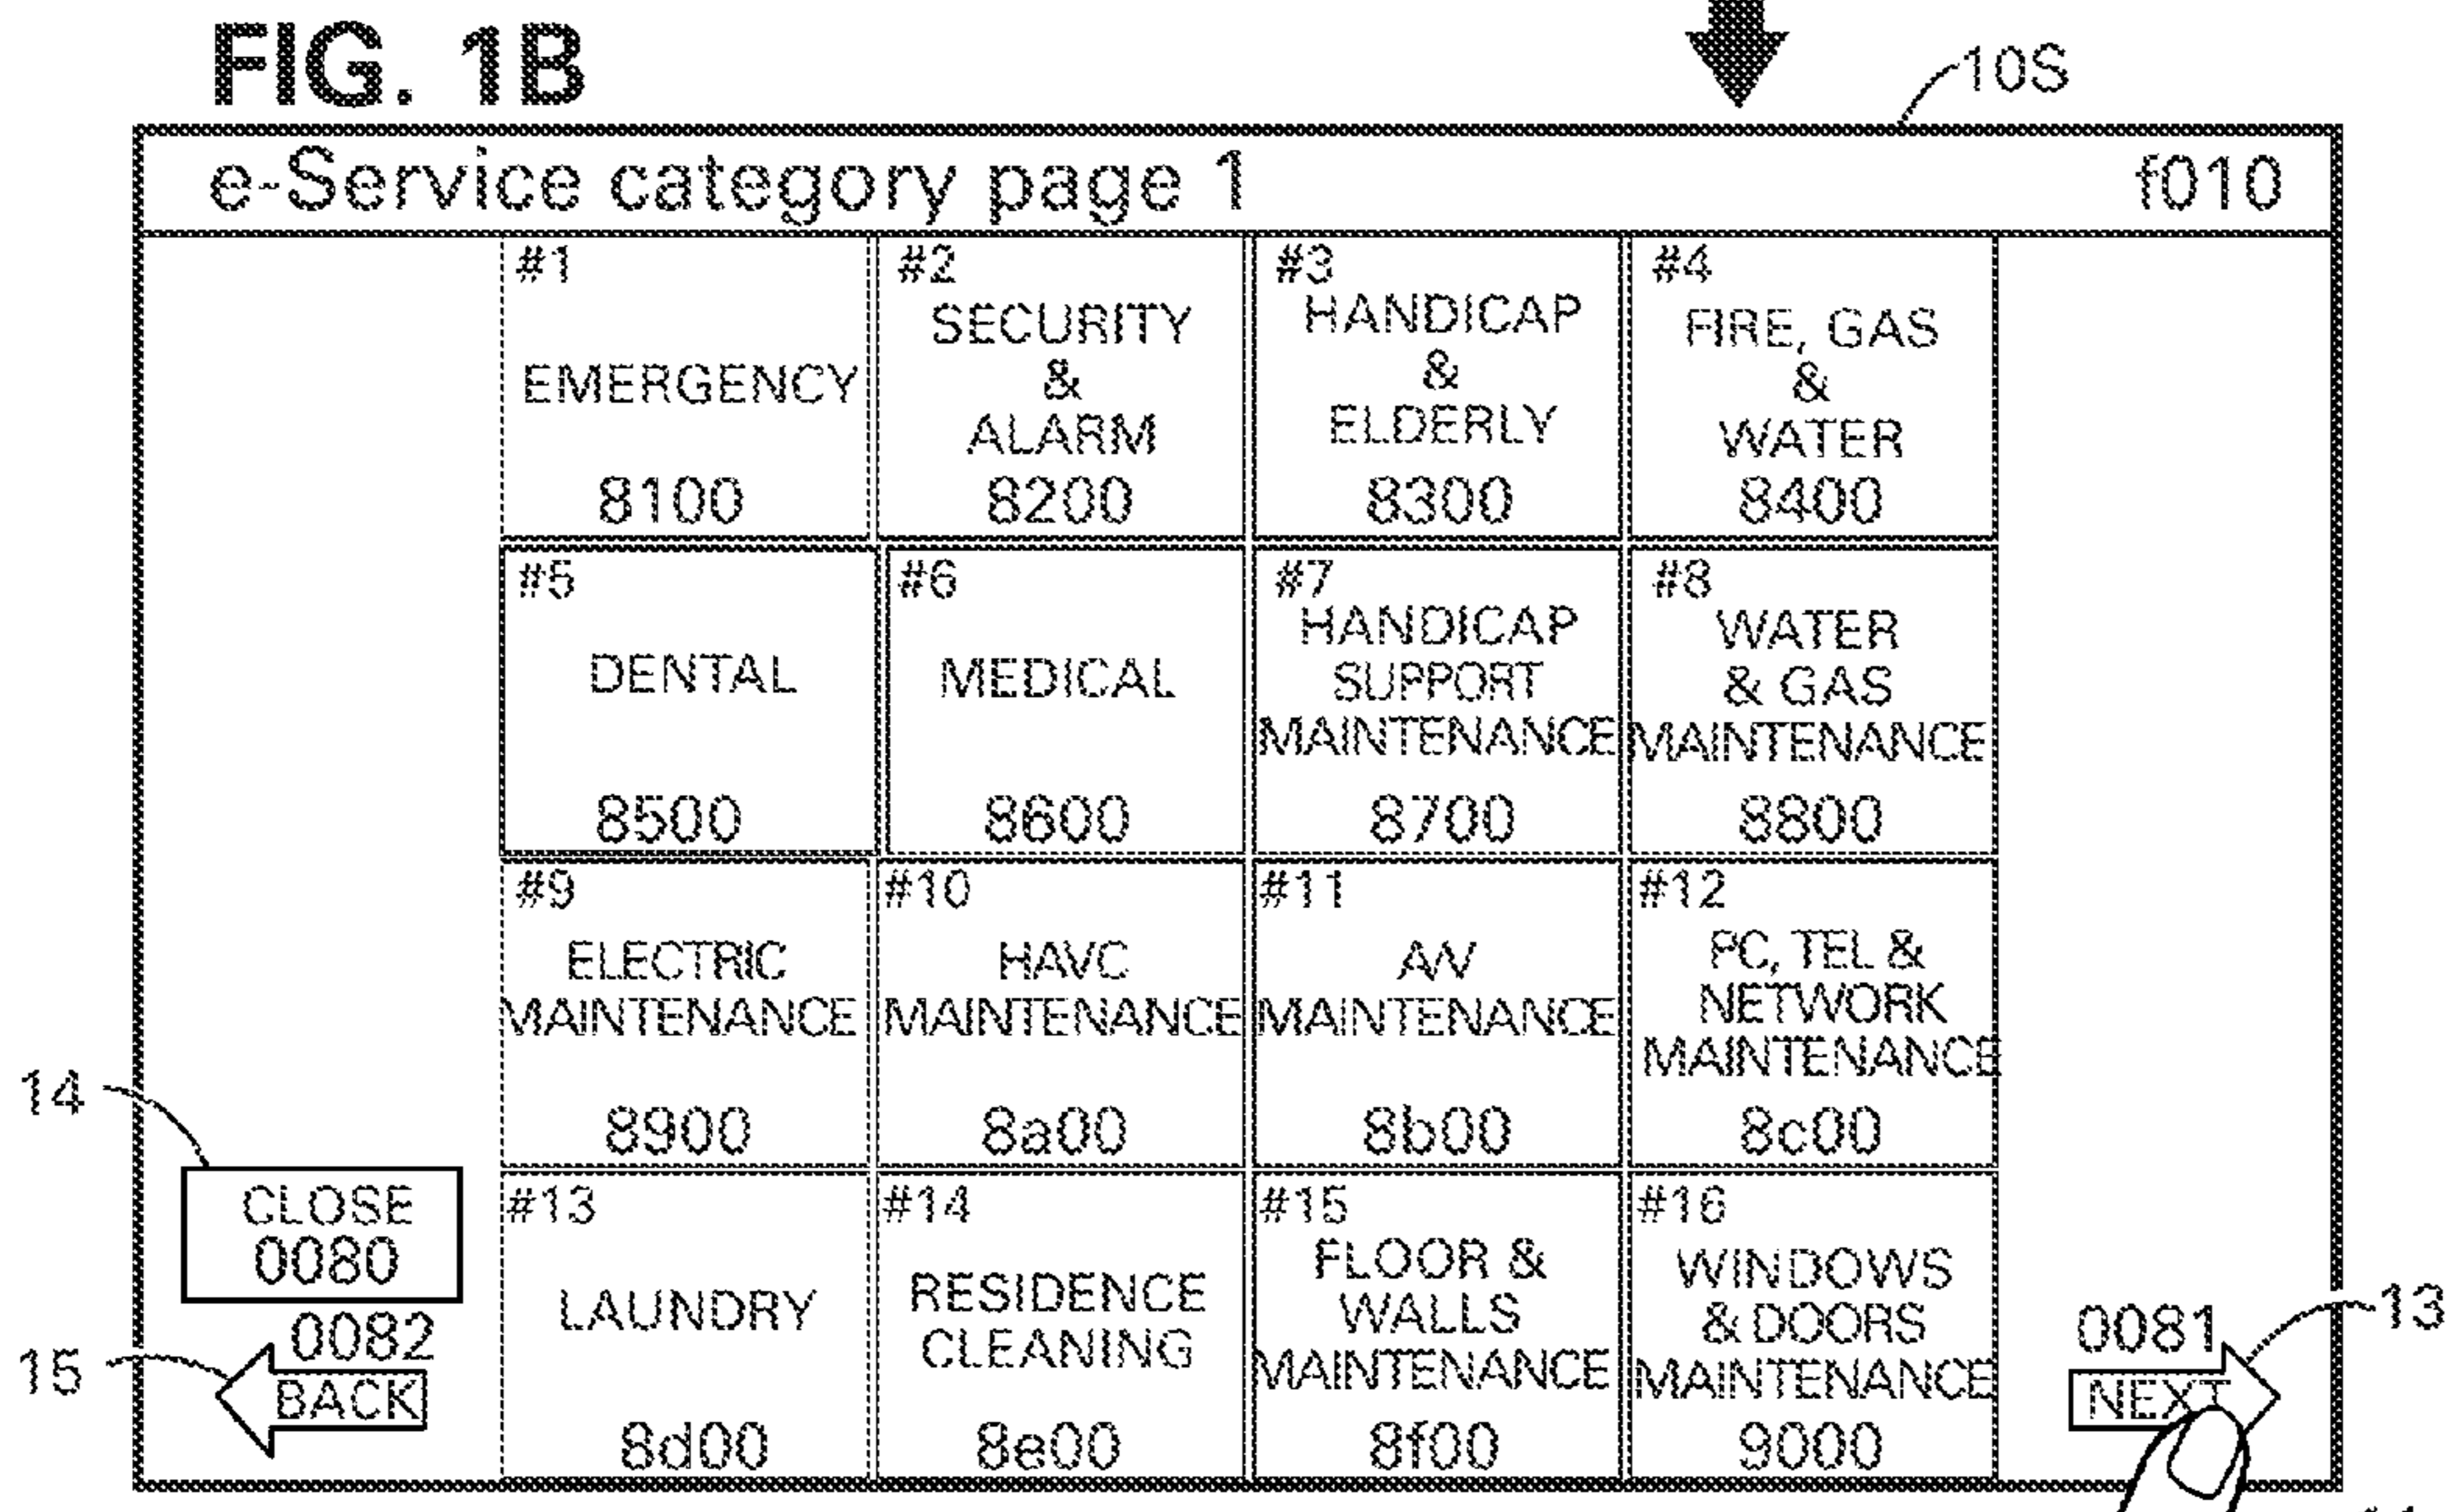 FIG. 1B
10S
e-Service category page 1 f010
#1
EMERGENCY
8100
#2
SECURITY
&
ALARM
8200
#3
HANDICAP
&
ELDERLY
8300
#4
FIRE, GAS
&
WATER
8400
#5
DENTAL
8500
#6
MEDICAL
8600
#7
HANDICAP
SUPPORT
MAINTENANCE
8700
#8
WATER
& GAS
MAINTENANCE
8800
#9
ELECTRIC
MAINTENANCE
8900
#10
HAVC
MAINTENANCE
8a00
#11
A/V
MAINTENANCE
8b00
#12
PC, TEL &
NETWORK
MAINTENANCE
8c00
14
CLOSE
0080
0082
15
BACK
#13
LAUNDRY
8d00
#14
RESIDENCE
CLEANING
8e00
#15
FLOOR &
WALLS
MAINTENANCE
8f00
#16
WINDOWS
& DOORS
MAINTENANCE
9000
13
0081
NEXT